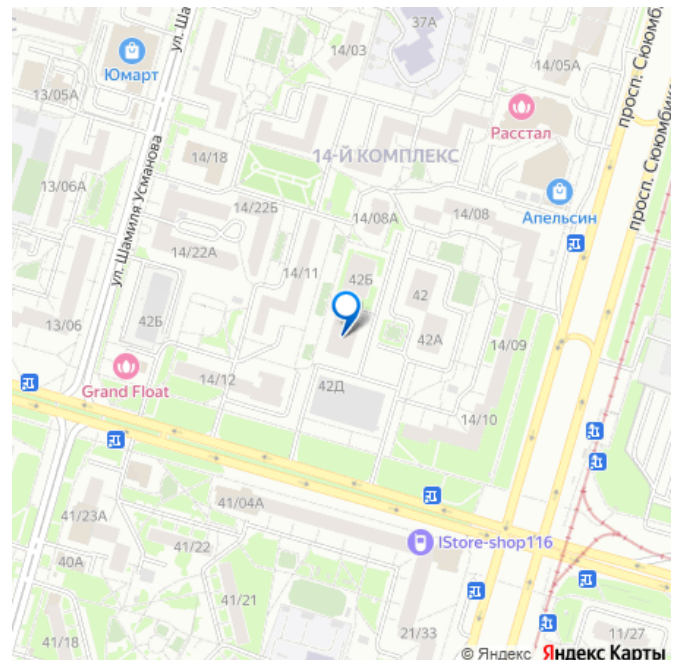 ул. Ша
37А
14/03
Юмарт
14/05А
13/05А
просп. Сююмбике
Расстал
14/18
14-Й КОМПЛЕКС
просп. Сююмбике
13/06А
ул. Шамиля Усманова
Апельсин
14/22Б
14/08А
14/08
14/22А
14/11
42Б
42
13/06
42Б
42А
14/09
Grand Float
14/12
42Д
14/10
41/04А
41/23А
IStore-shop116
41/22
40А
41/21
41/18
21/33
11/27
© Яндекс Яндекс Карты